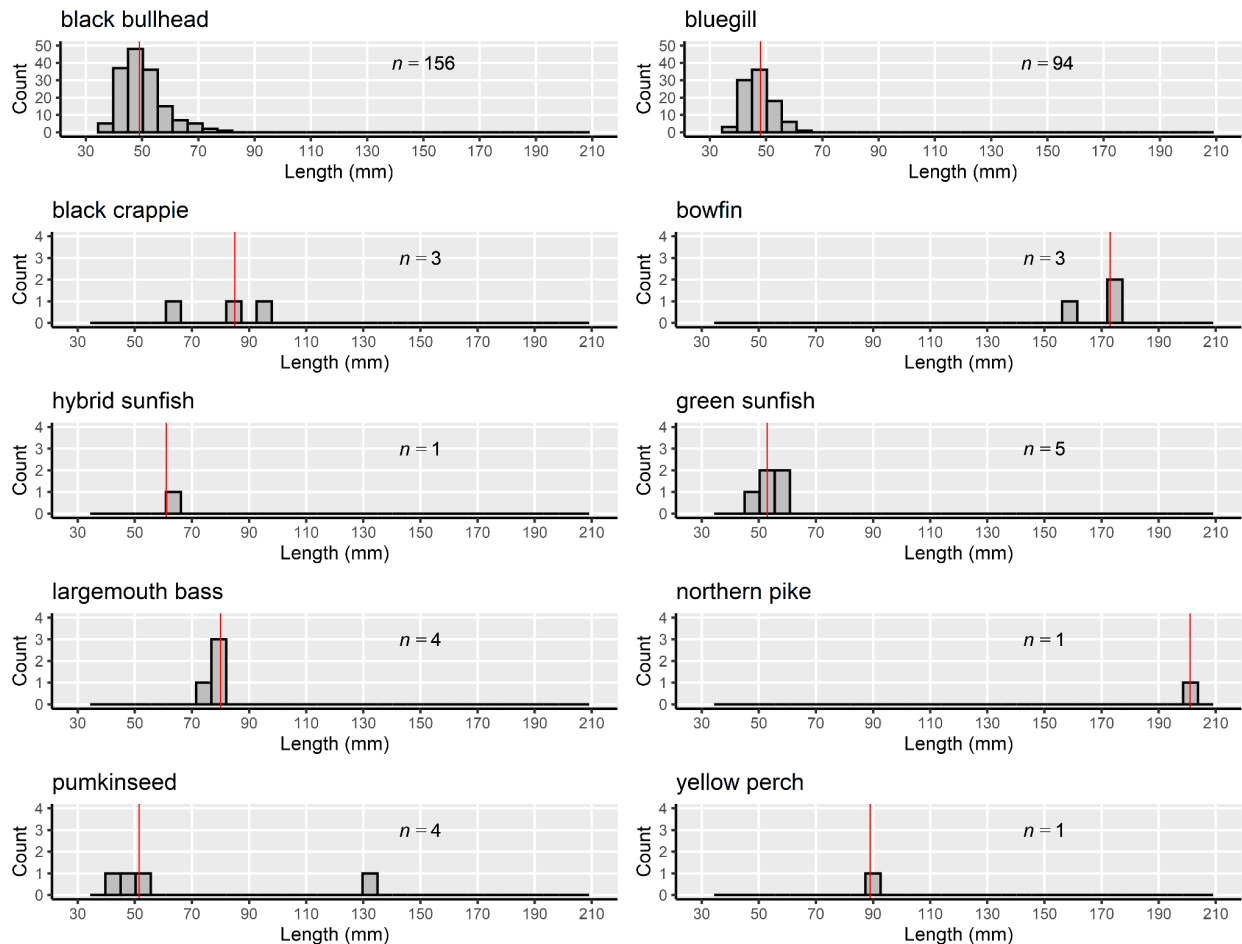 black bullhead
bluegill
50
40
30
20
10
0
Count
n = 156
30 50 70 90 110 130 150 170 190 210
Length (mm)
50
40
30
20
10
0
Count
n = 94
30 50 70 90 110 130 150 170 190 210
Length (mm)
black crappie
bowfin
4
3
2
1
0
Count
n = 3
30 50 70 90 110 130 150 170 190 210
Length (mm)
4
3
2
1
0
Count
n = 3
30 50 70 90 110 130 150 170 190 210
Length (mm)
hybrid sunfish
green sunfish
4
3
2
1
0
Count
n = 1
30 50 70 90 110 130 150 170 190 210
Length (mm)
4
3
2
1
0
Count
n = 5
30 50 70 90 110 130 150 170 190 210
Length (mm)
largemouth bass
northern pike
4
3
2
1
0
Count
n = 4
30 50 70 90 110 130 150 170 190 210
Length (mm)
4
3
2
1
0
Count
n = 1
30 50 70 90 110 130 150 170 190 210
Length (mm)
pumkinseed
yellow perch
4
3
2
1
0
Count
n = 4
30 50 70 90 110 130 150 170 190 210
Length (mm)
4
3
2
1
0
Count
n = 1
30 50 70 90 110 130 150 170 190 210
Length (mm)